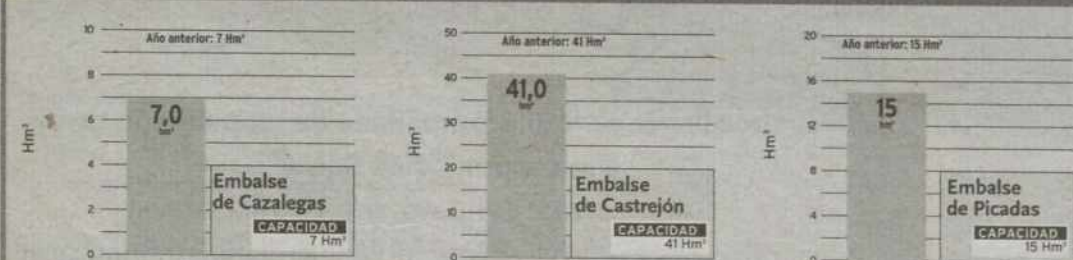 Año anterior: 7 Hm³
10
8
6
4
2
0
Hm³
7,0
hm³
Embalse
de Cazalegas
CAPACIDAD
7 Hm³
Año anterior: 41 Hm³
50
40
30
20
10
0
Hm³
41,0
hm³
Embalse
de Castrejón
CAPACIDAD
41 Hm³
Año anterior: 15 Hm³
20
16
12
8
4
0
Hm³
15
hm³
Embalse
de Picadas
CAPACIDAD
15 Hm³